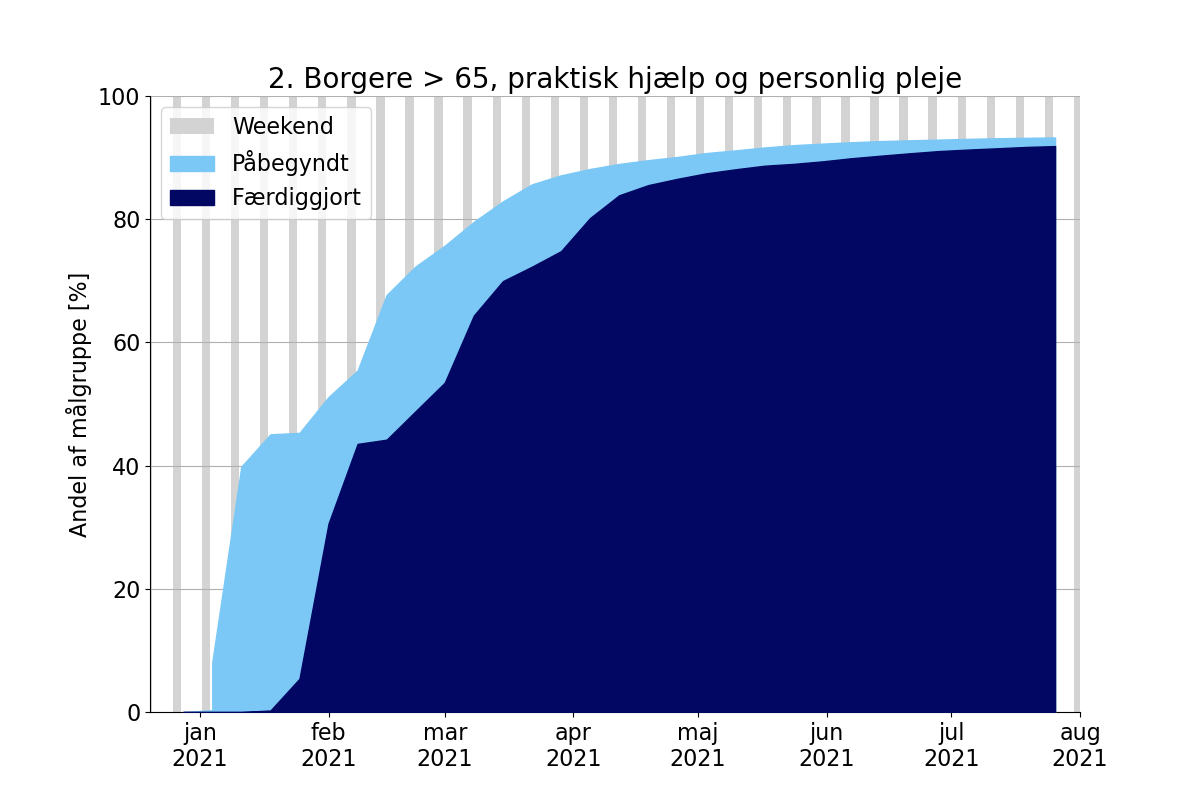 2. Borgere > 65, praktisk hjælp og personlig pleje
Weekend
Påbegyndt
Færdiggjort
Andel af målgruppe [%]
100
80
60
40
20
0
jan feb mar apr maj jun jul aug
2021 2021 2021 2021 2021 2021 2021 2021